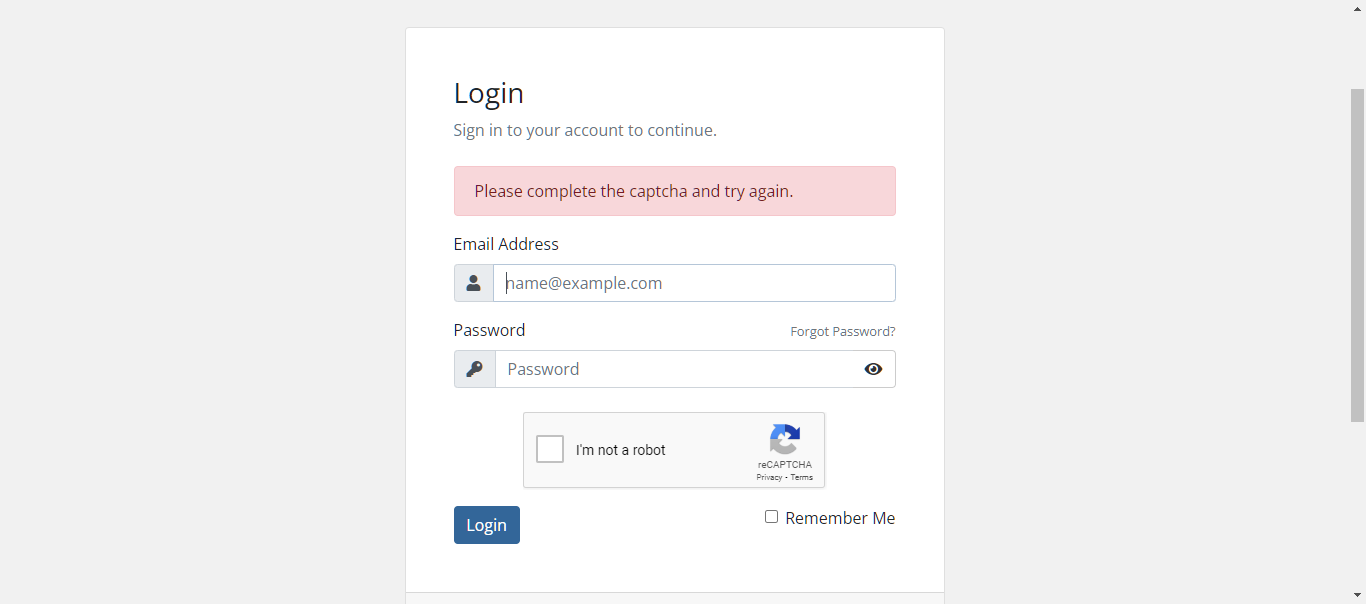 Login
Sign in to your account to continue.
Please complete the captcha and try again.
Email Address
name@example.com
Password
Forgot Password?
Password
I'm not a robot
reCAPTCHA
Privacy - Terms
Login
Remember Me